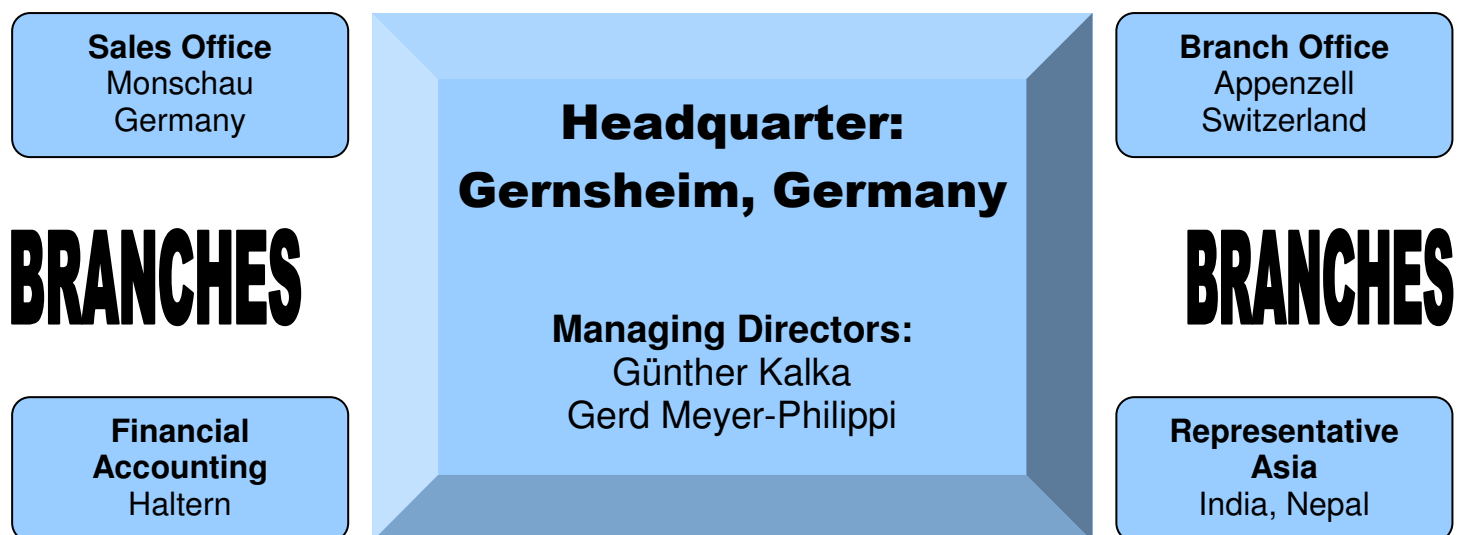 Sales Office
Monschau
Germany
BRANCHES
Financial
Accounting
Haltern
Headquarter:
Gernsheim, Germany
Managing Directors:
Günther Kalka
Gerd Meyer-Philippi
Branch Office
Appenzell
Switzerland
BRANCHES
Representative
Asia
India, Nepal